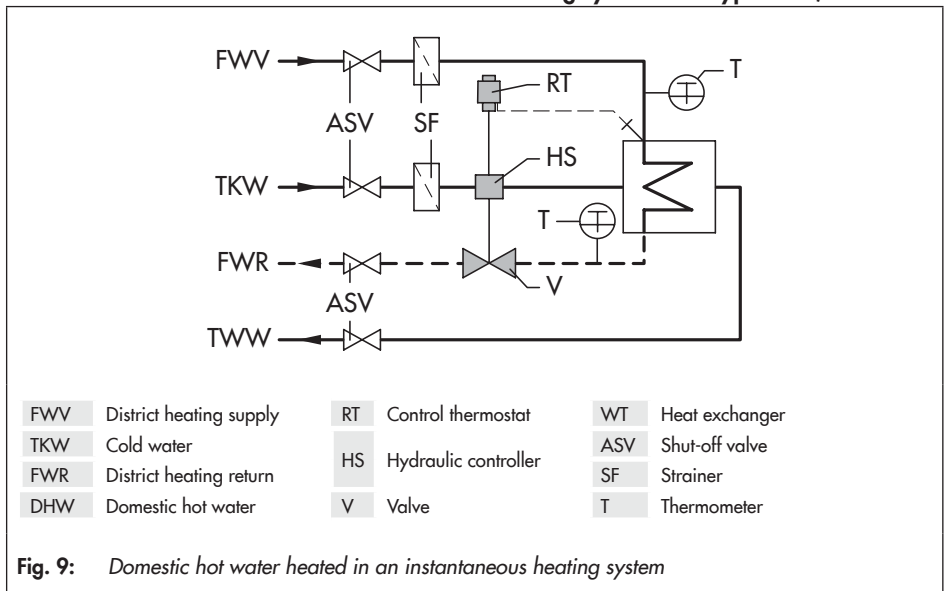 FWV
T
RT
ASV
SF
HS
TKW
T
FWR
V
ASV
TWW
FWV District heating supply RT Control thermostat WT Heat exchanger
TKW Cold water HS Hydraulic controller ASV Shut-off valve
FWR District heating return SF Strainer
DHW Domestic hot water V Valve T Thermometer
Fig. 9: Domestic hot water heated in an instantaneous heating system